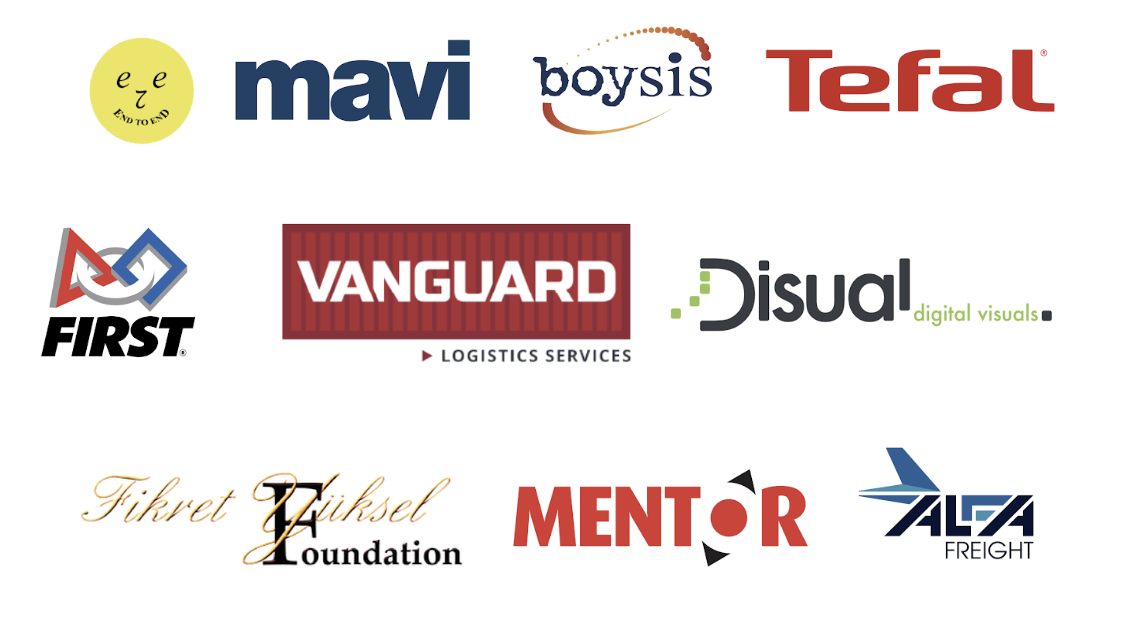 e e
2
END TO END
mavi
boysis
Tefal®
FIRST®
VANGUARD
LOGISTICS SERVICES
Disual
digital visuals
Fikret Yüksel
Foundation
MENTOR
ALFA
FREIGHT